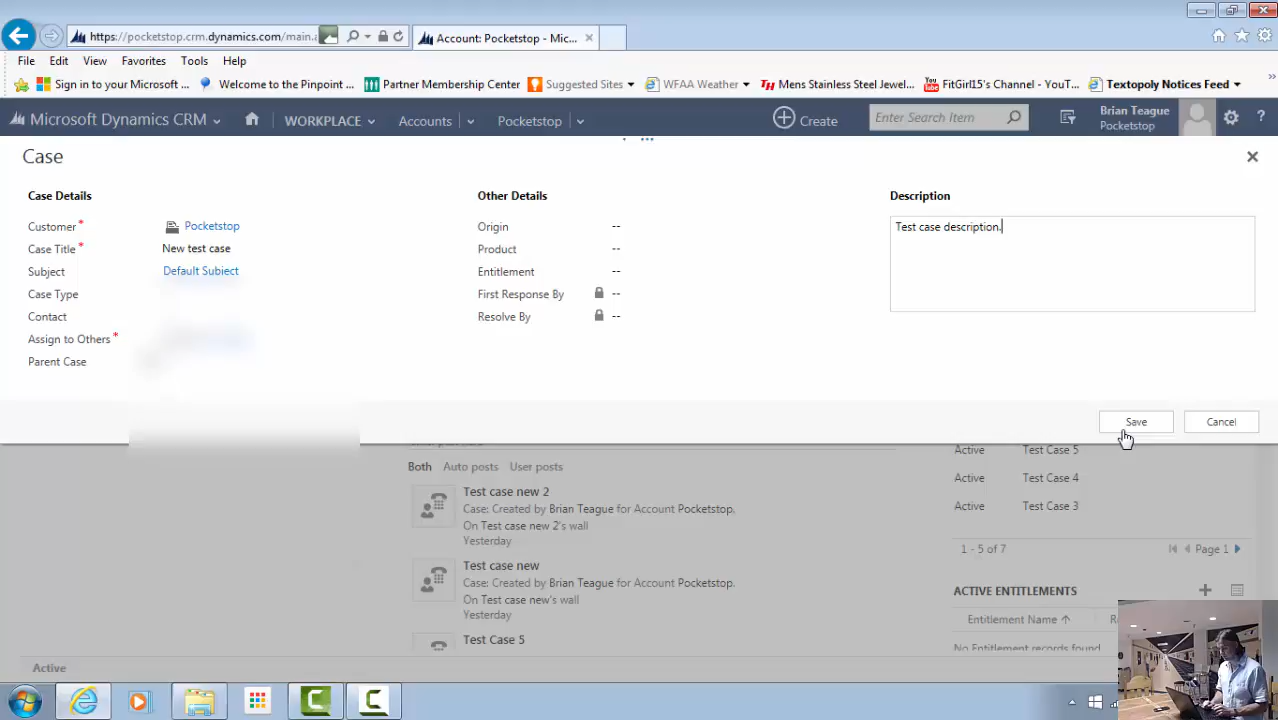 https://pocketstop.crm.dynamics.com/main.a
Account: Pocketstop - Mic...
File Edit View Favorites Tools Help
Sign in to your Microsoft ... Welcome to the Pinpoint ... Partner Membership Center Suggested Sites WFAA Weather Mens Stainless Steel Jewel... FitGirl15's Channel - YouT... Textopoly Notices Feed
Microsoft Dynamics CRM WORKPLACE Accounts Pocketstop Create Enter Search Item Brian Teague
Pocketstop
Case
Case Details
Customer* Pocketstop
Case Title* New test case
Subject Default Subject
Case Type
Contact
Assign to Others*
Parent Case
Other Details
Origin --
Product --
Entitlement --
First Response By --
Resolve By --
Description
Test case description.
Save Cancel
Both Auto posts User posts
Test case new 2
Case: Created by Brian Teague for Account Pocketstop.
On Test case new 2's wall
Yesterday
Test case new
Case: Created by Brian Teague for Account Pocketstop.
On Test case new's wall
Yesterday
Test Case 5
Active Test Case 5
Active Test Case 4
Active Test Case 3
1 - 5 of 7 Page 1
ACTIVE ENTITLEMENTS
Entitlement Name
No Entitlement records found
Active